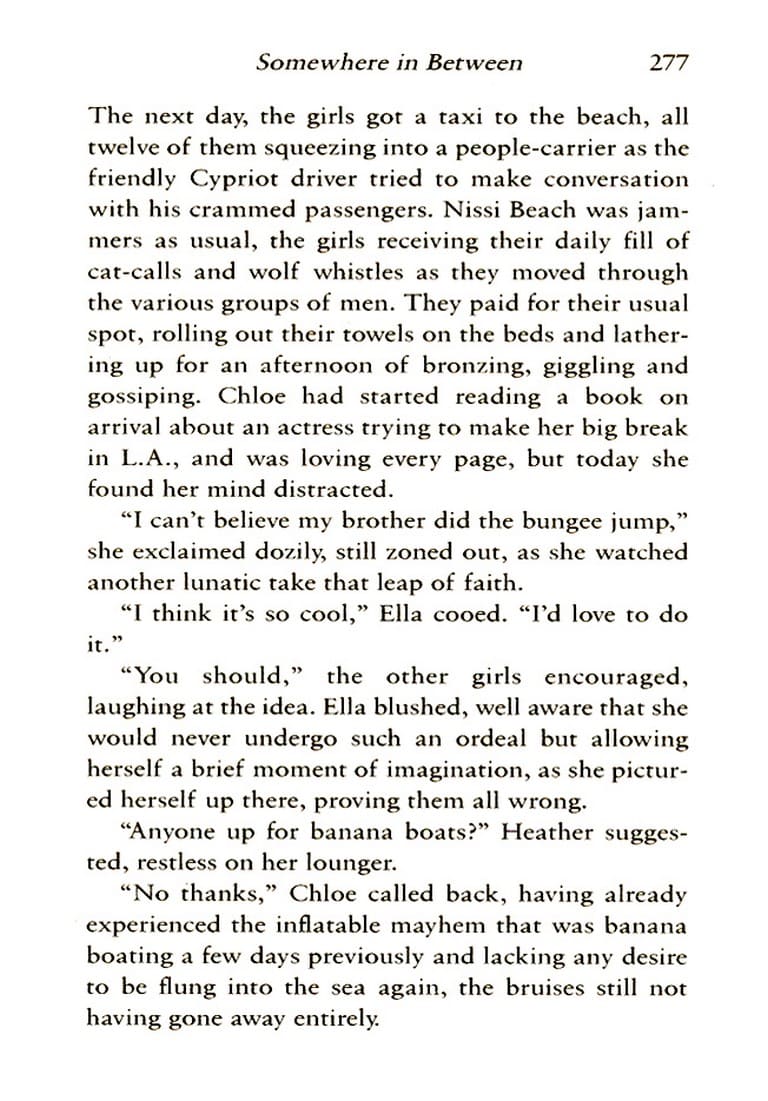 Somewhere in Between 277
The next day, the girls got a taxi to the beach, all
twelve of them squeezing into a people-carrier as the
friendly Cypriot driver tried to make conversation
with his crammed passengers. Nissi Beach was jam-
mers as usual, the girls receiving their daily fill of
cat-calls and wolf whistles as they moved through
the various groups of men. They paid for their usual
spot, rolling out their towels on the beds and lather-
ing up for an afternoon of bronzing, giggling and
gossiping. Chloe had started reading a book on
arrival about an actress trying to make her big break
in L.A., and was loving every page, but today she
found her mind distracted.
“I can’t believe my brother did the bungee jump,”
she exclaimed dozily, still zoned out, as she watched
another lunatic take that leap of faith.
“I think it’s so cool,” Ella cooed. “I’d love to do
it.”
“You should,” the other girls encouraged,
laughing at the idea. Ella blushed, well aware that she
would never undergo such an ordeal but allowing
herself a brief moment of imagination, as she pictur-
ed herself up there, proving them all wrong.
“Anyone up for banana boats?” Heather sugges-
ted, restless on her lounger.
“No thanks,” Chloe called back, having already
experienced the inflatable mayhem that was banana
boating a few days previously and lacking any desire
to be flung into the sea again, the bruises still not
having gone away entirely.